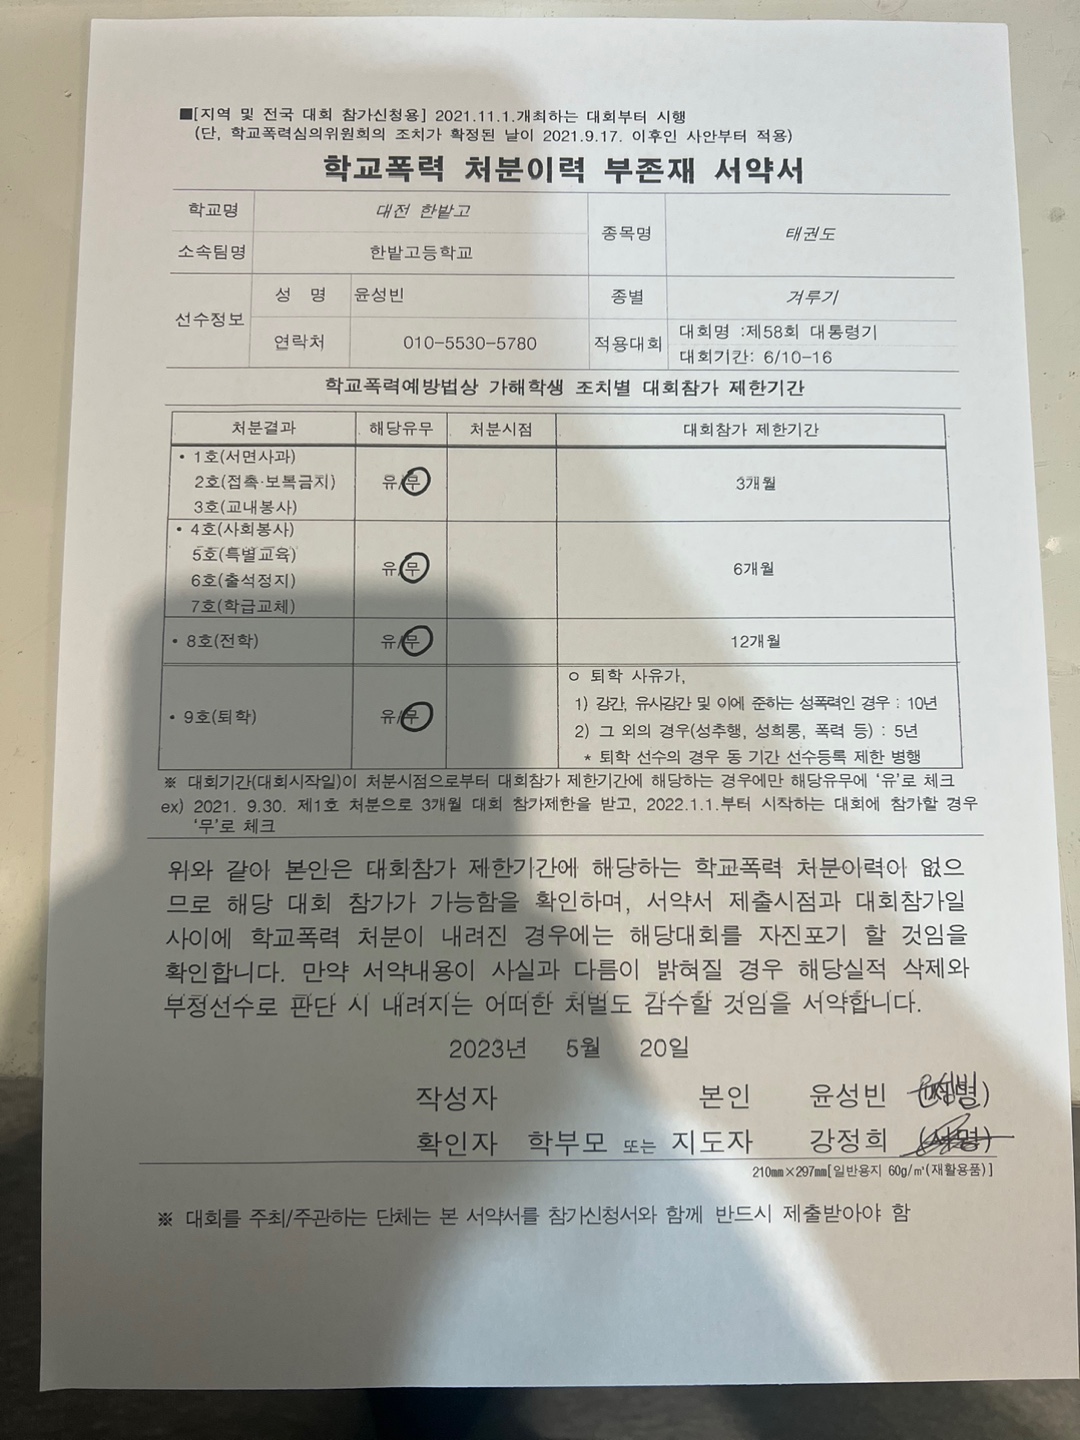 ■[지역 및 전국 대회 참가신청용] 2021.11.1.개최하는 대회부터 시행
(단, 학교폭력심의위원회의 조치가 확정된 날이 2021.9.17. 이후인 사안부터 적용)
학교폭력 처분이력 부존재 서약서
학교명 대전 한밭고 종목명 태권도
소속팀명 한밭고등학교
선수정보 성 명 윤성빈 종별 겨루기
연락처 010-5530-5780 적용대회 대회명 :제58회 대통령기
대회기간: 6/10-16
학교폭력예방법상 가해학생 조치별 대회참가 제한기간
처분결과 해당유무 처분시점 대회참가 제한기간
• 1호(서면사과)
2호(접촉·보복금지) 유/무 3개월
3호(교내봉사)
• 4호(사회봉사)
5호(특별교육) 유/무 6개월
6호(출석정지)
7호(학급교체)
• 8호(전학) 유/무 12개월
• 9호(퇴학) 유/무
ㅇ 퇴학 사유가,
1) 강간, 유사강간 및 이에 준하는 성폭력인 경우 : 10년
2) 그 외의 경우(성추행, 성희롱, 폭력 등) : 5년
* 퇴학 선수의 경우 동 기간 선수등록 제한 병행
※ 대회기간(대회시작일)이 처분시점으로부터 대회참가 제한기간에 해당하는 경우에만 해당유무에 ‘유’로 체크
ex) 2021. 9.30. 제1호 처분으로 3개월 대회 참가제한을 받고, 2022.1.1.부터 시작하는 대회에 참가할 경우
‘무’로 체크
위와 같아 본인은 대회참가 제한기간에 해당하는 학교폭력 처분이력아 없으
므로 해당 대회 참가가 가능함을 확인하며, 서약서 제출시점과 대회참가일
사이에 학교폭력 처분이 내려진 경우에는 해당대회를 자진포기 할 것임을
확인합니다. 만약 서약내용이 사실과 다름이 밝혀질 경우 해당실적 삭제와
부정선수로 판단 시 내려지는 어떠한 처벌도 감수할 것임을 서약합니다.
2023년 5월 20일
작성자 본인 윤성빈 (서명) 윤성빈
확인자 학부모 또는 지도자 강정희 (서명)
210㎜×297㎜[일반용지 60g/㎡(재활용품)]
※ 대회를 주최/주관하는 단체는 본 서약서를 참가신청서와 함께 반드시 제출받아야 함